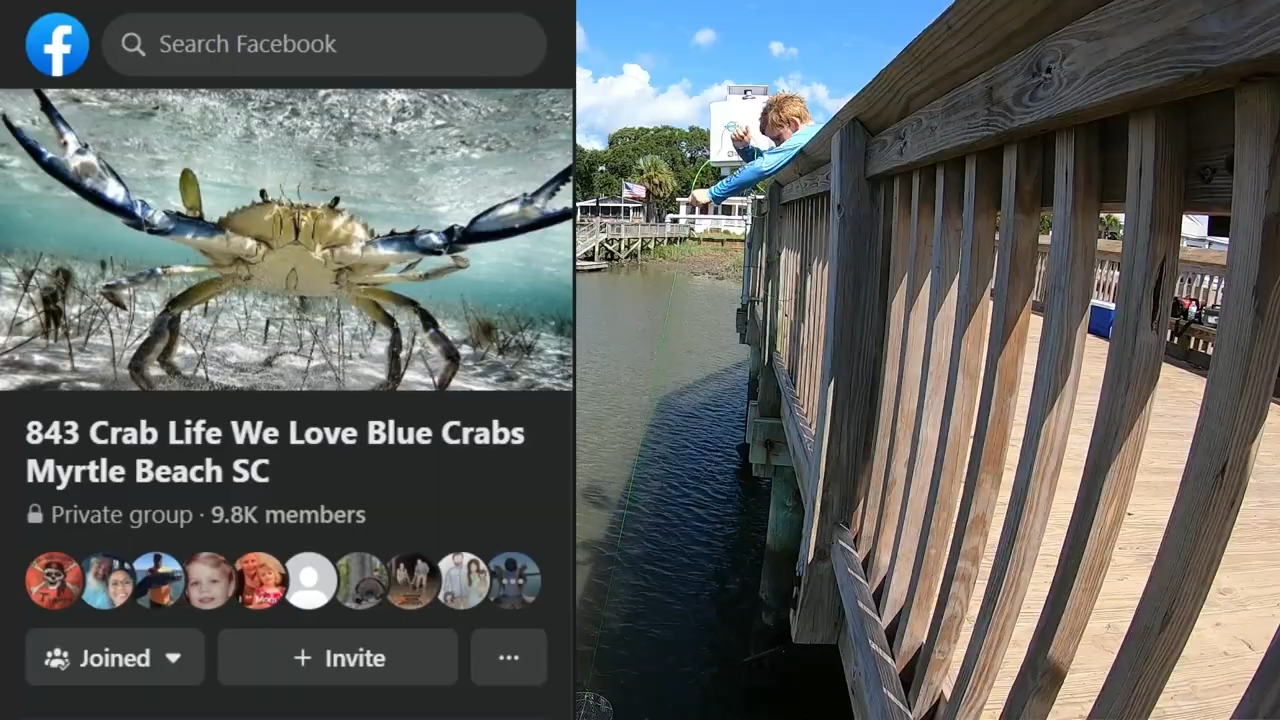 Search Facebook
843 Crab Life We Love Blue Crabs
Myrtle Beach SC
Private group · 9.8K members
Joined
+ Invite